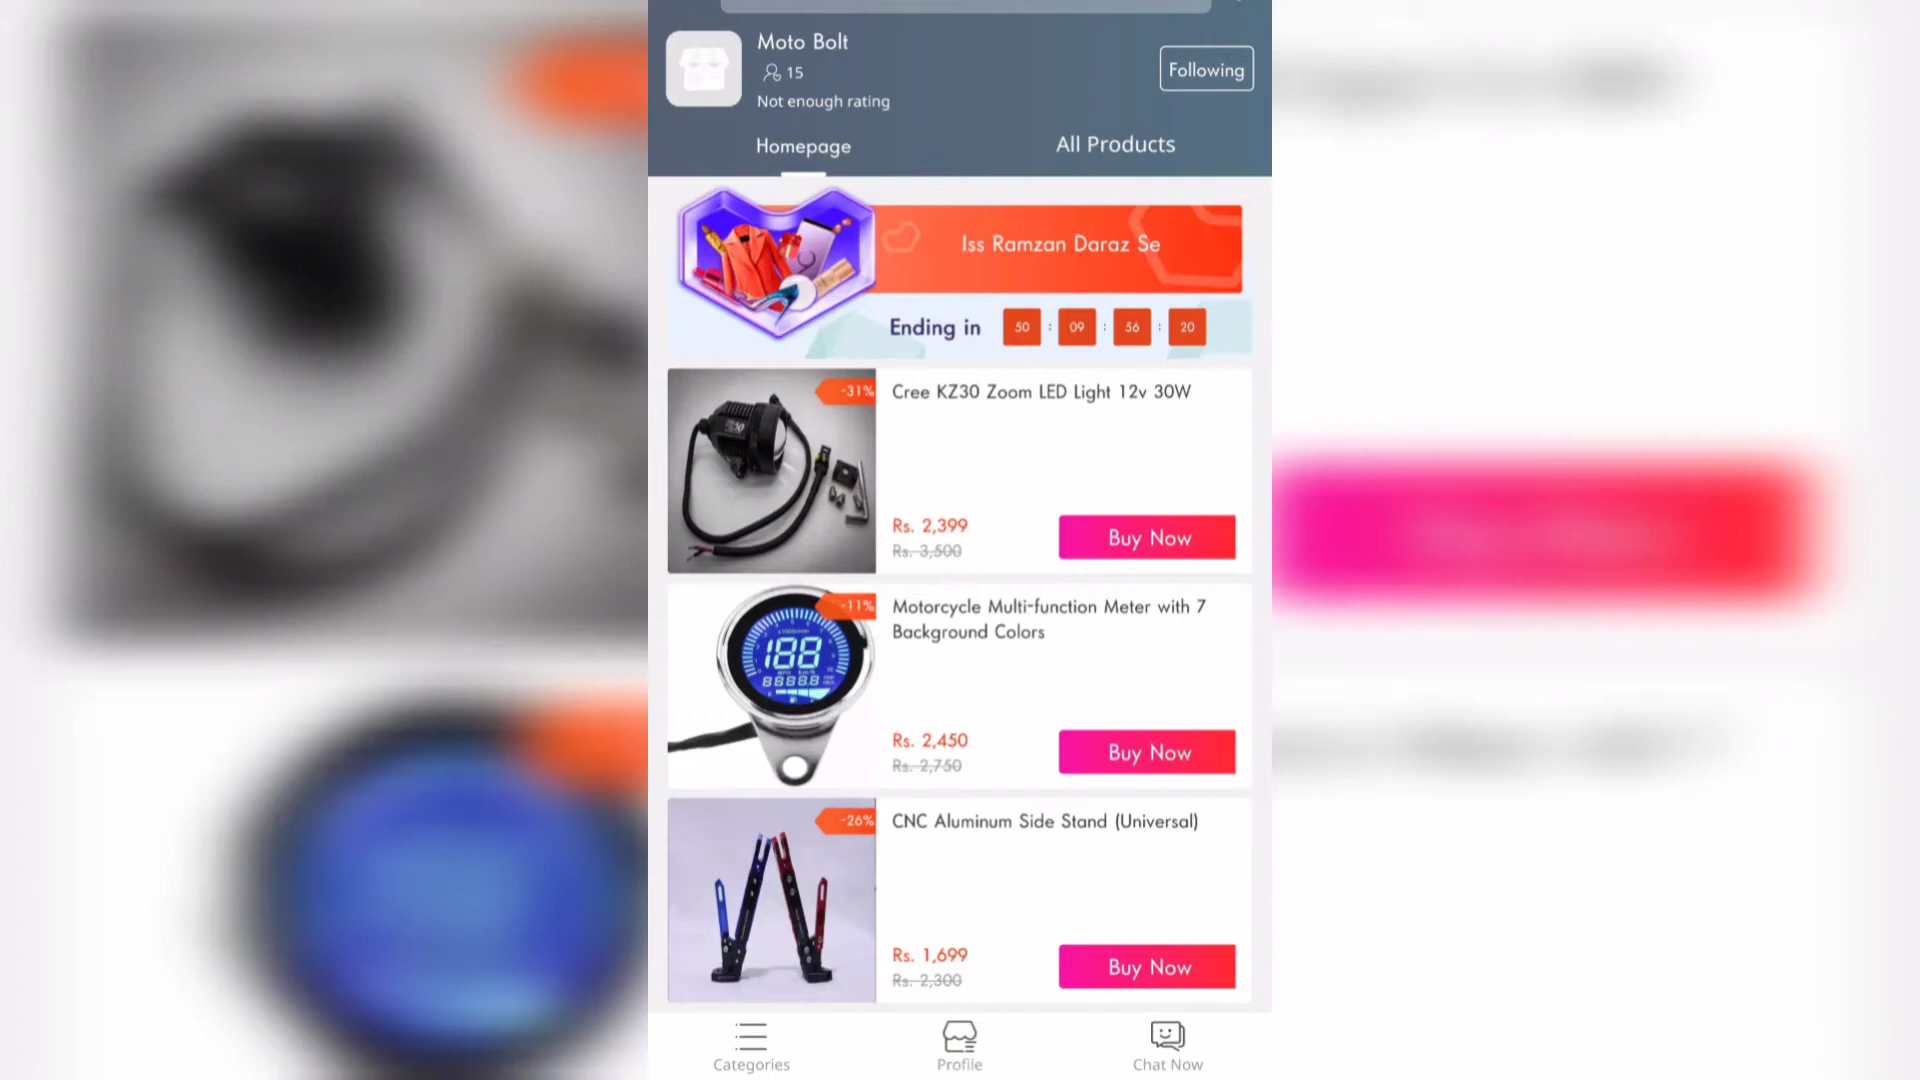 Moto Bolt
15
Not enough rating
Following
Homepage
All Products
Iss Ramzan Daraz Se
Ending in 50 : 09 : 56 : 20
-31%
Cree KZ30 Zoom LED Light 12v 30W
Rs. 2,399
Rs. 3,500
Buy Now
-11%
Motorcycle Multi-function Meter with 7
Background Colors
188
8888.8
Rs. 2,450
Rs. 2,750
Buy Now
-26%
CNC Aluminum Side Stand (Universal)
Rs. 1,699
Rs. 2,300
Buy Now
Categories
Profile
Chat Now